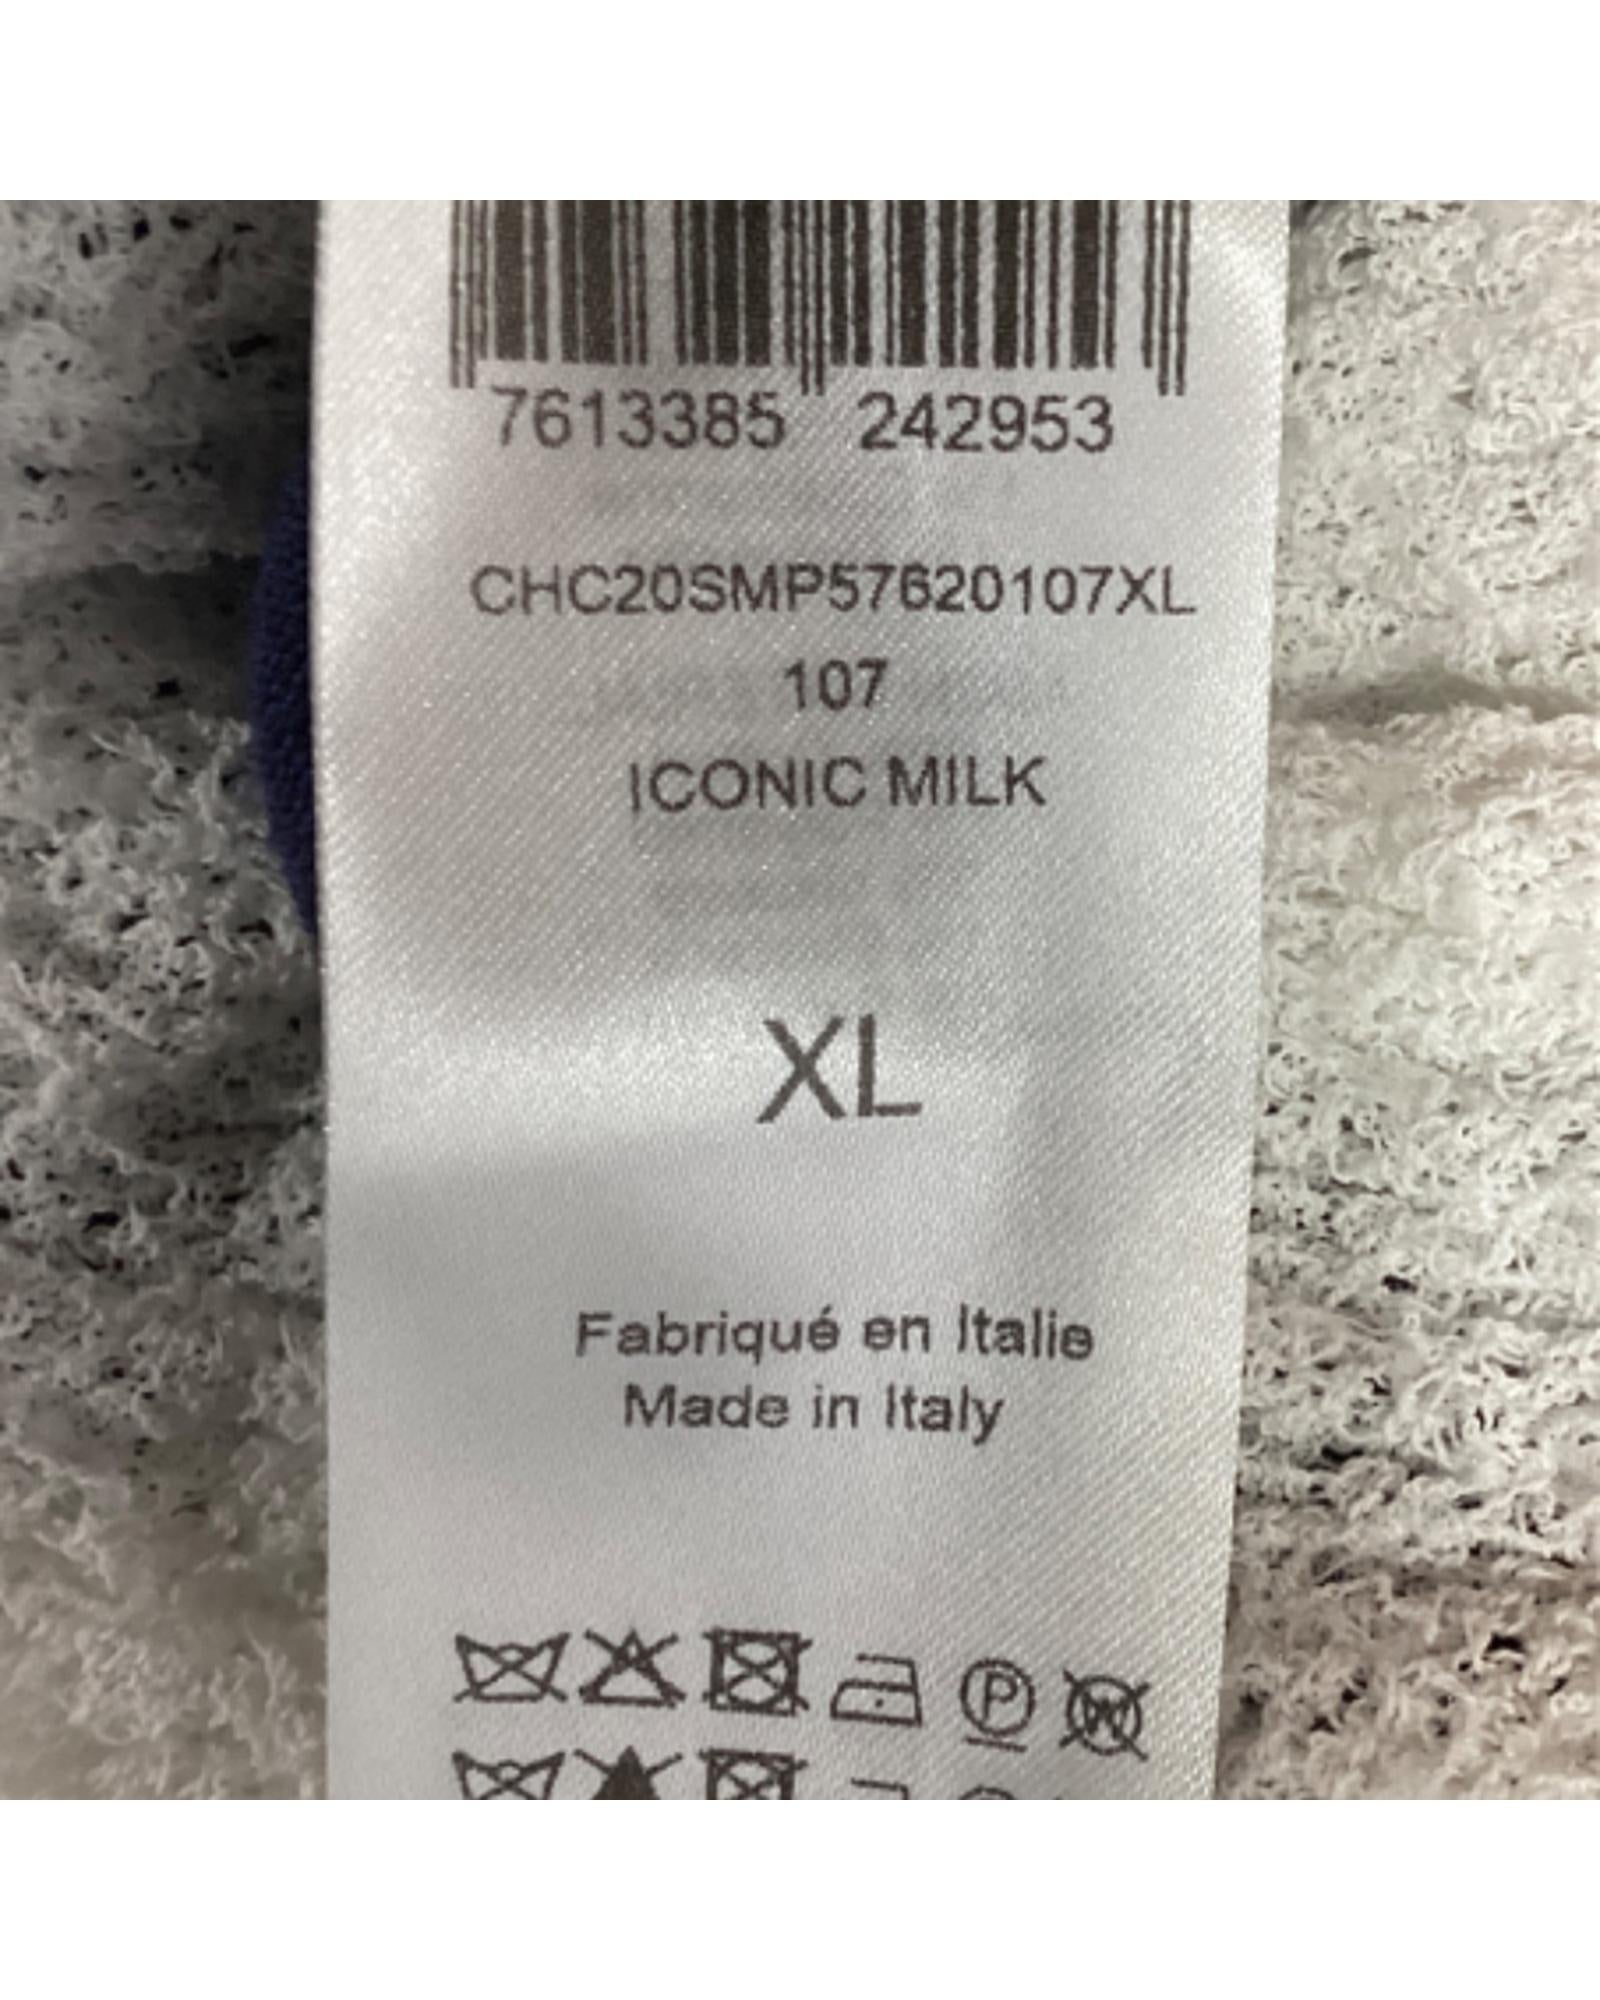 7613385 242953
CHC20SMP57620107XL
107
ICONIC MILK
XL
Fabriqué en Italie
Made in Italy
P W